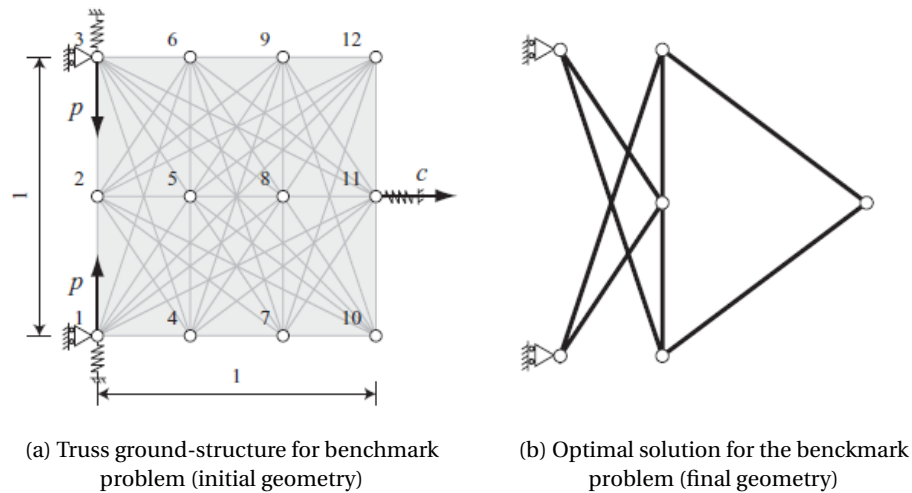 3 6 9 12
p
1 2 5 8 11 c
p
1 4 7 10
1
(a) Truss ground-structure for benchmark
problem (initial geometry)
(b) Optimal solution for the benckmark
problem (final geometry)